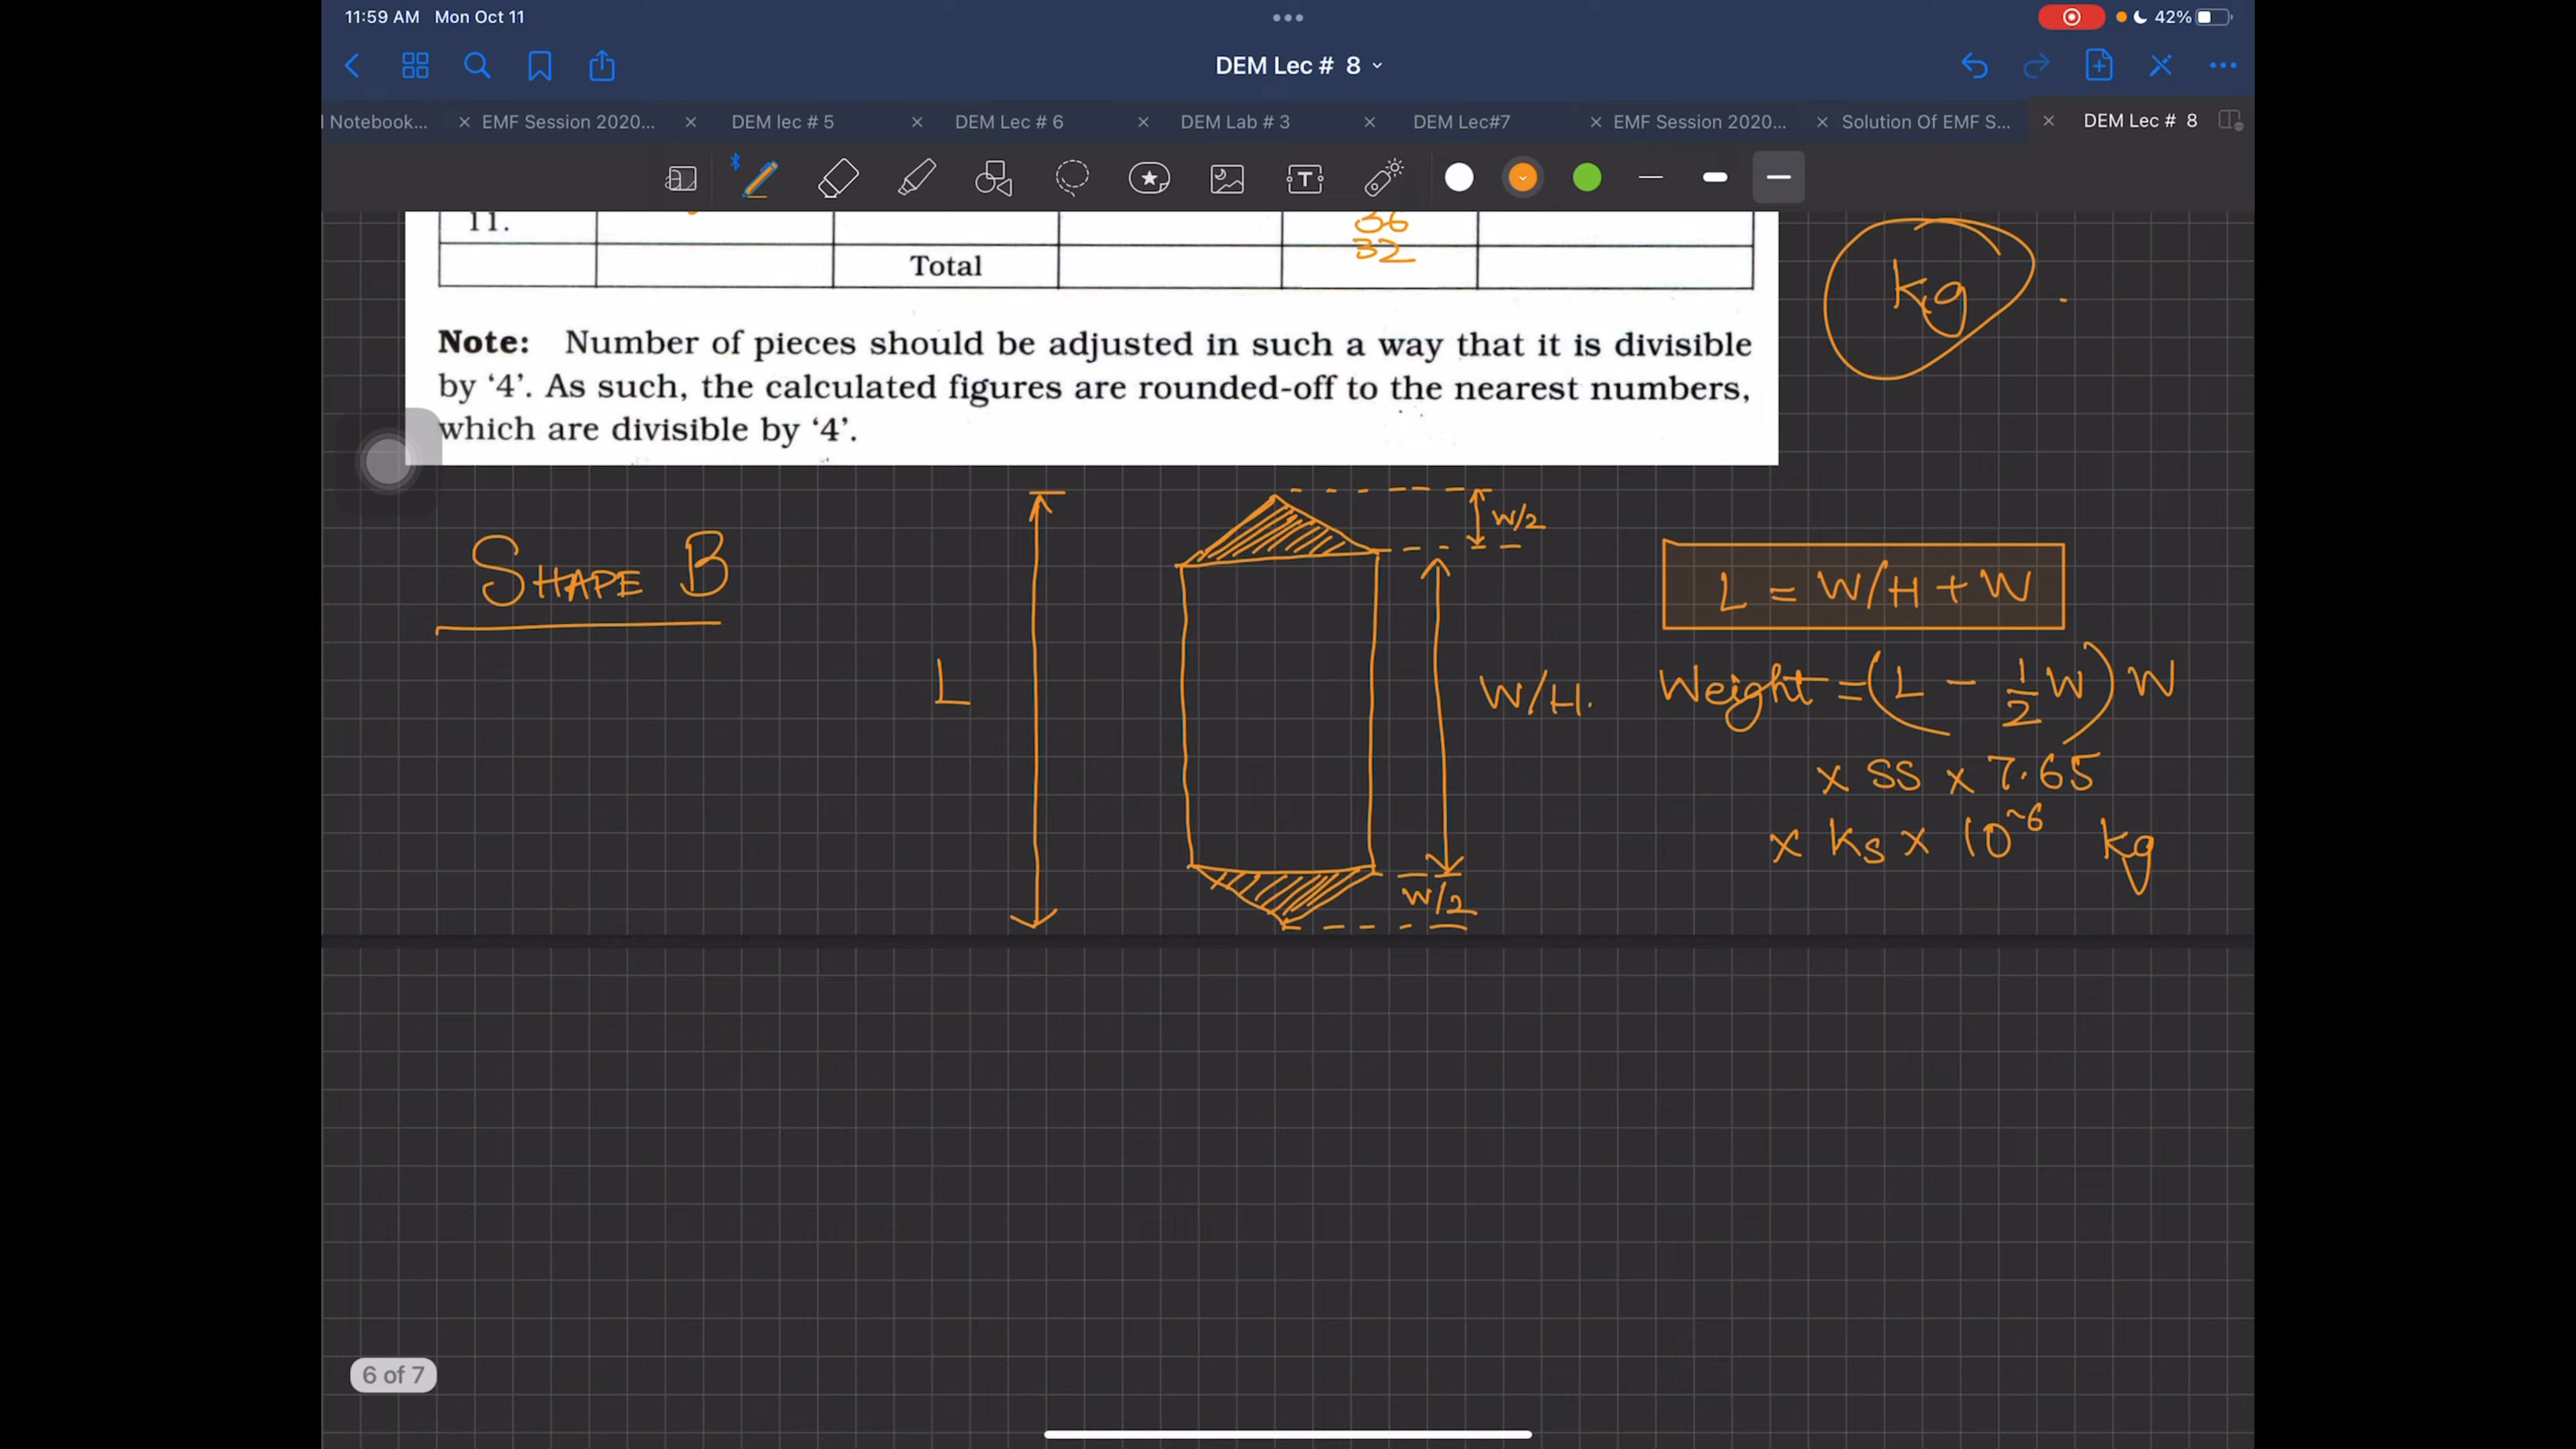 11:59 AM Mon Oct 11
42%
DEM Lec # 8
l Notebook...
EMF Session 2020...
DEM lec # 5
DEM Lec # 6
DEM Lab # 3
DEM Lec#7
EMF Session 2020...
Solution Of EMF S...
DEM Lec # 8
11.
36
Total
32
kg
Note: Number of pieces should be adjusted in such a way that it is divisible
by ‘4’. As such, the calculated figures are rounded-off to the nearest numbers,
which are divisible by ‘4’.
SHAPE B
L
W/2
W/H.
W/2
L = W/H + W
Weight = (L - 1/2 W) W
x SS x 7.65
x Ks x 10^-6 kg
6 of 7